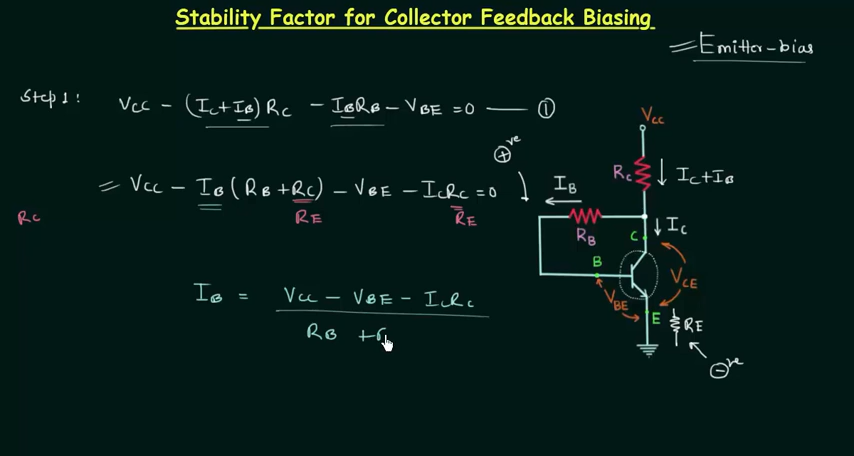 Stability Factor for Collector Feedback Biasing
= Emitter-bias
Step 1: VCC - (IC + IB) RC - IBRB - VBE = 0 —— ①
= VCC - IB (RB + RC) - VBE - ICRC = 0
RC
RE
RE
IB = VCC - VBE - ICRC
RB + r
+ve
VCC
RC
IC + IB
IB
RB
IC
C
B
VCE
VBE
E
RE
-ve